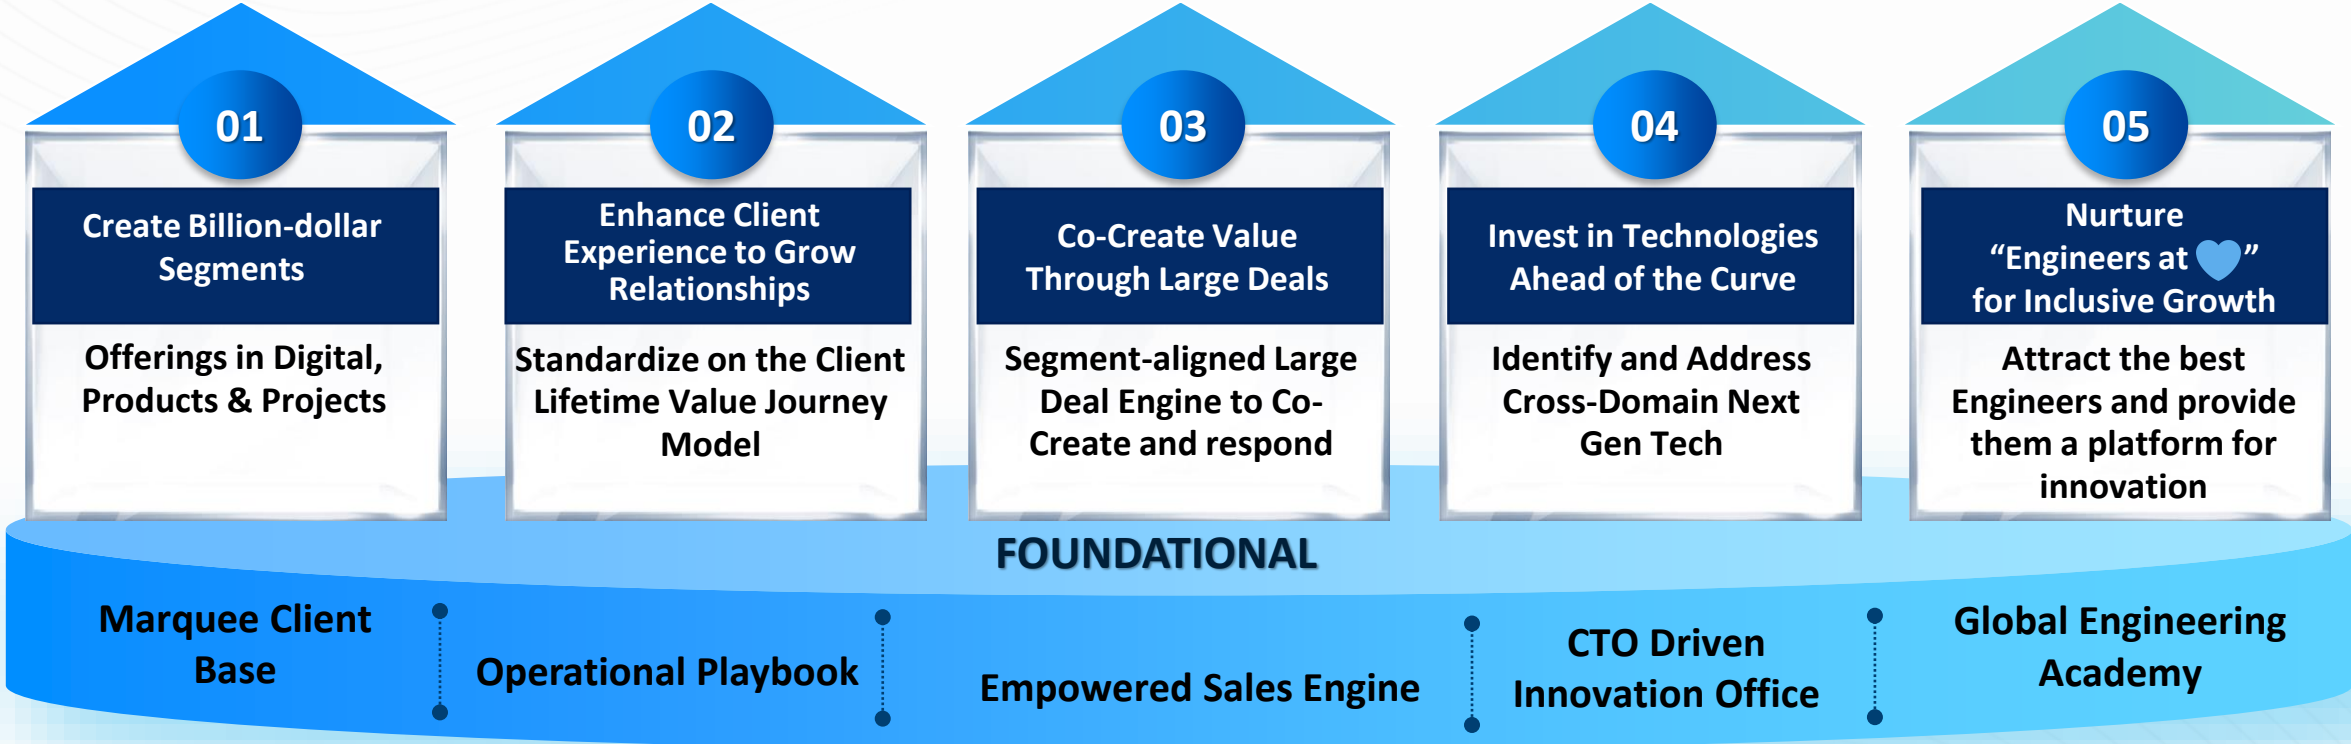 01
Create Billion-dollar
Segments
Offerings in Digital,
Products & Projects
02
Enhance Client
Experience to Grow
Relationships
Standardize on the Client
Lifetime Value Journey
Model
03
Co-Create Value
Through Large Deals
Segment-aligned Large
Deal Engine to Co-
Create and respond
04
Invest in Technologies
Ahead of the Curve
Identify and Address
Cross-Domain Next
Gen Tech
05
Nurture
“Engineers at ”
for Inclusive Growth
Attract the best
Engineers and provide
them a platform for
innovation
FOUNDATIONAL
Marquee Client
Base
Operational Playbook
Empowered Sales Engine
CTO Driven
Innovation Office
Global Engineering
Academy